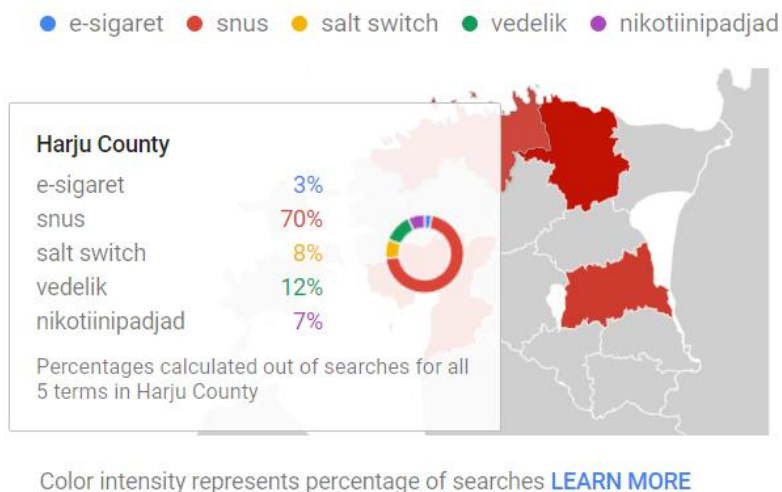 e-sigaret snus salt switch vedelik nikotiinipadjad
Harju County
e-sigaret 3%
snus 70%
salt switch 8%
vedelik 12%
nikotiinipadjad 7%
Percentages calculated out of searches for all
5 terms in Harju County
Color intensity represents percentage of searches LEARN MORE